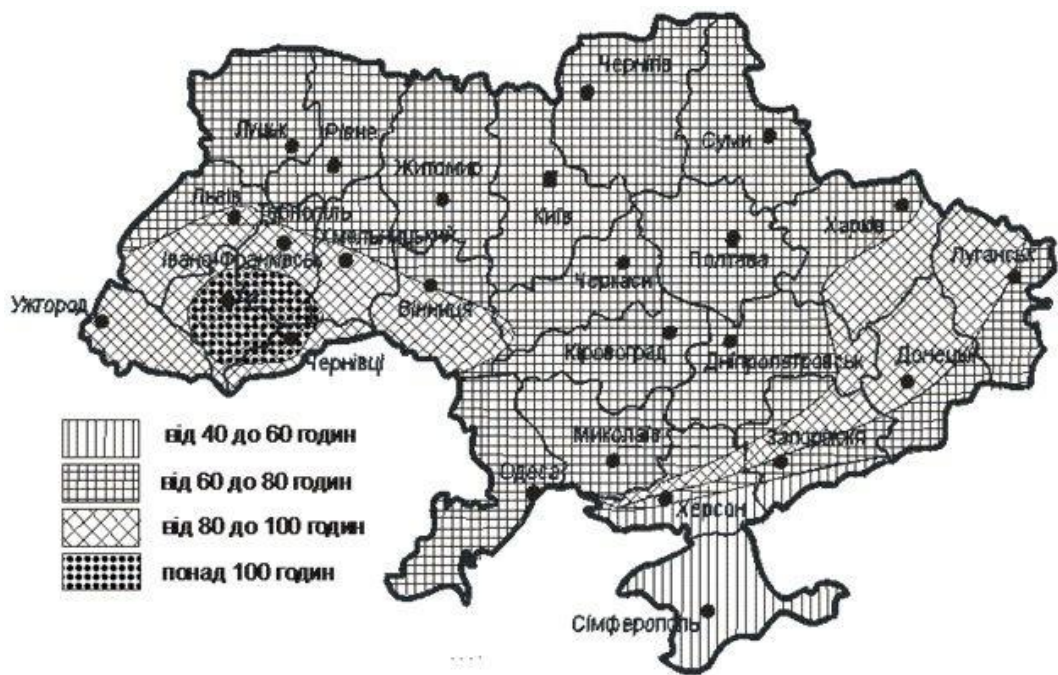 Чернігів
Суми
Луцьк
Рівне
Житомир
Київ
Львів
Тернопіль
Хмельницький
Харків
Івано-Франківськ
Полтава
Луганськ
Черкаси
Ужгород
Вінниця
Кіровоград
Чернівці
Дніпропетровськ
Донецьк
від 40 до 60 годин
Миколаїв
Запоріжжя
від 60 до 80 годин
Одеса
Херсон
від 80 до 100 годин
понад 100 годин
Сімферополь